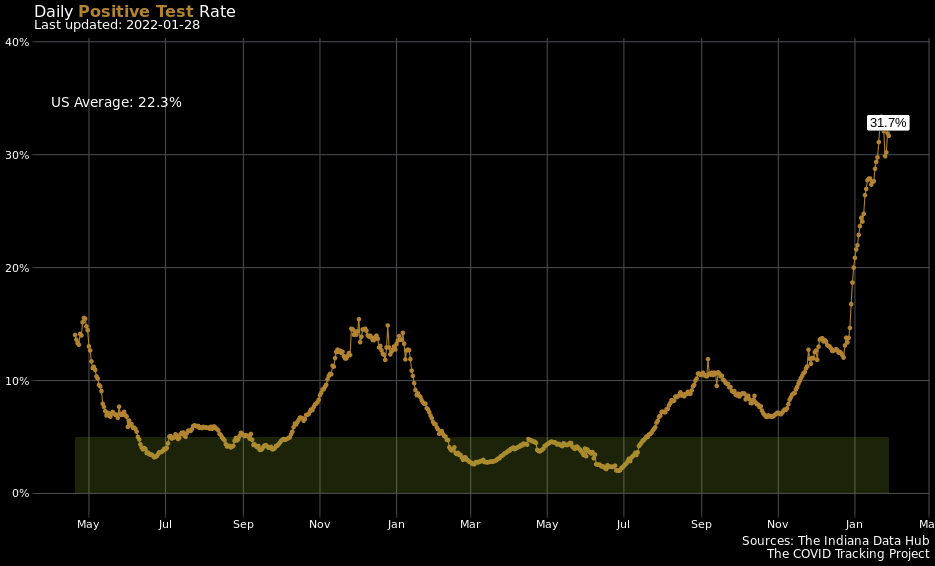 Daily Positive Test Rate
Last updated: 2022-01-28
40%
US Average: 22.3%
31.7%
30%
20%
10%
0%
May Jul Sep Nov Jan Mar May Jul Sep Nov Jan Ma
Sources: The Indiana Data Hub
The COVID Tracking Project